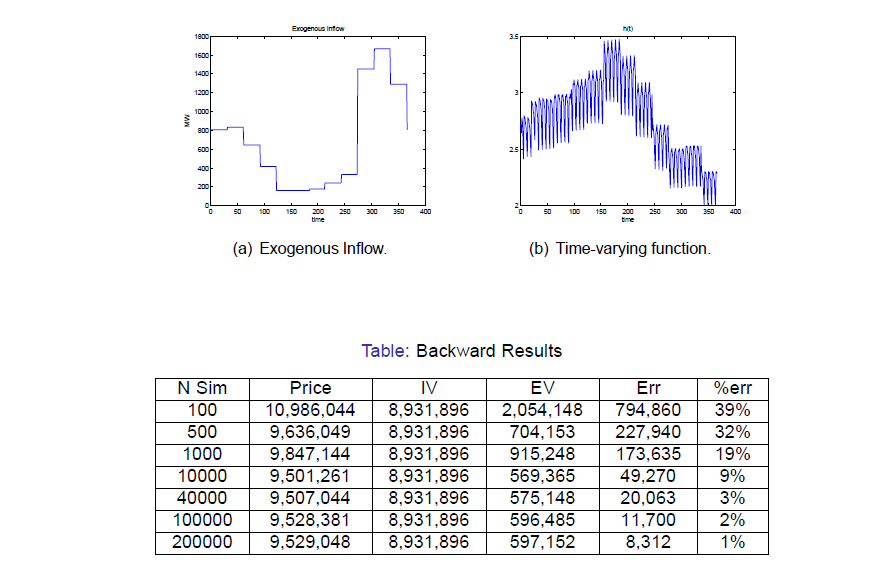 Exogenous Inflow
1800
1600
1400
1200
1000
800
600
400
200
0
MW
0 50 100 150 200 250 300 350 400
time
(a) Exogenous Inflow.
h(t)
3.5
3
2.5
2
0 50 100 150 200 250 300 350 400
time
(b) Time-varying function.
Table: Backward Results
N Sim Price IV EV Err %err
100 10,986,044 8,931,896 2,054,148 794,860 39%
500 9,636,049 8,931,896 704,153 227,940 32%
1000 9,847,144 8,931,896 915,248 173,635 19%
10000 9,501,261 8,931,896 569,365 49,270 9%
40000 9,507,044 8,931,896 575,148 20,063 3%
100000 9,528,381 8,931,896 596,485 11,700 2%
200000 9,529,048 8,931,896 597,152 8,312 1%